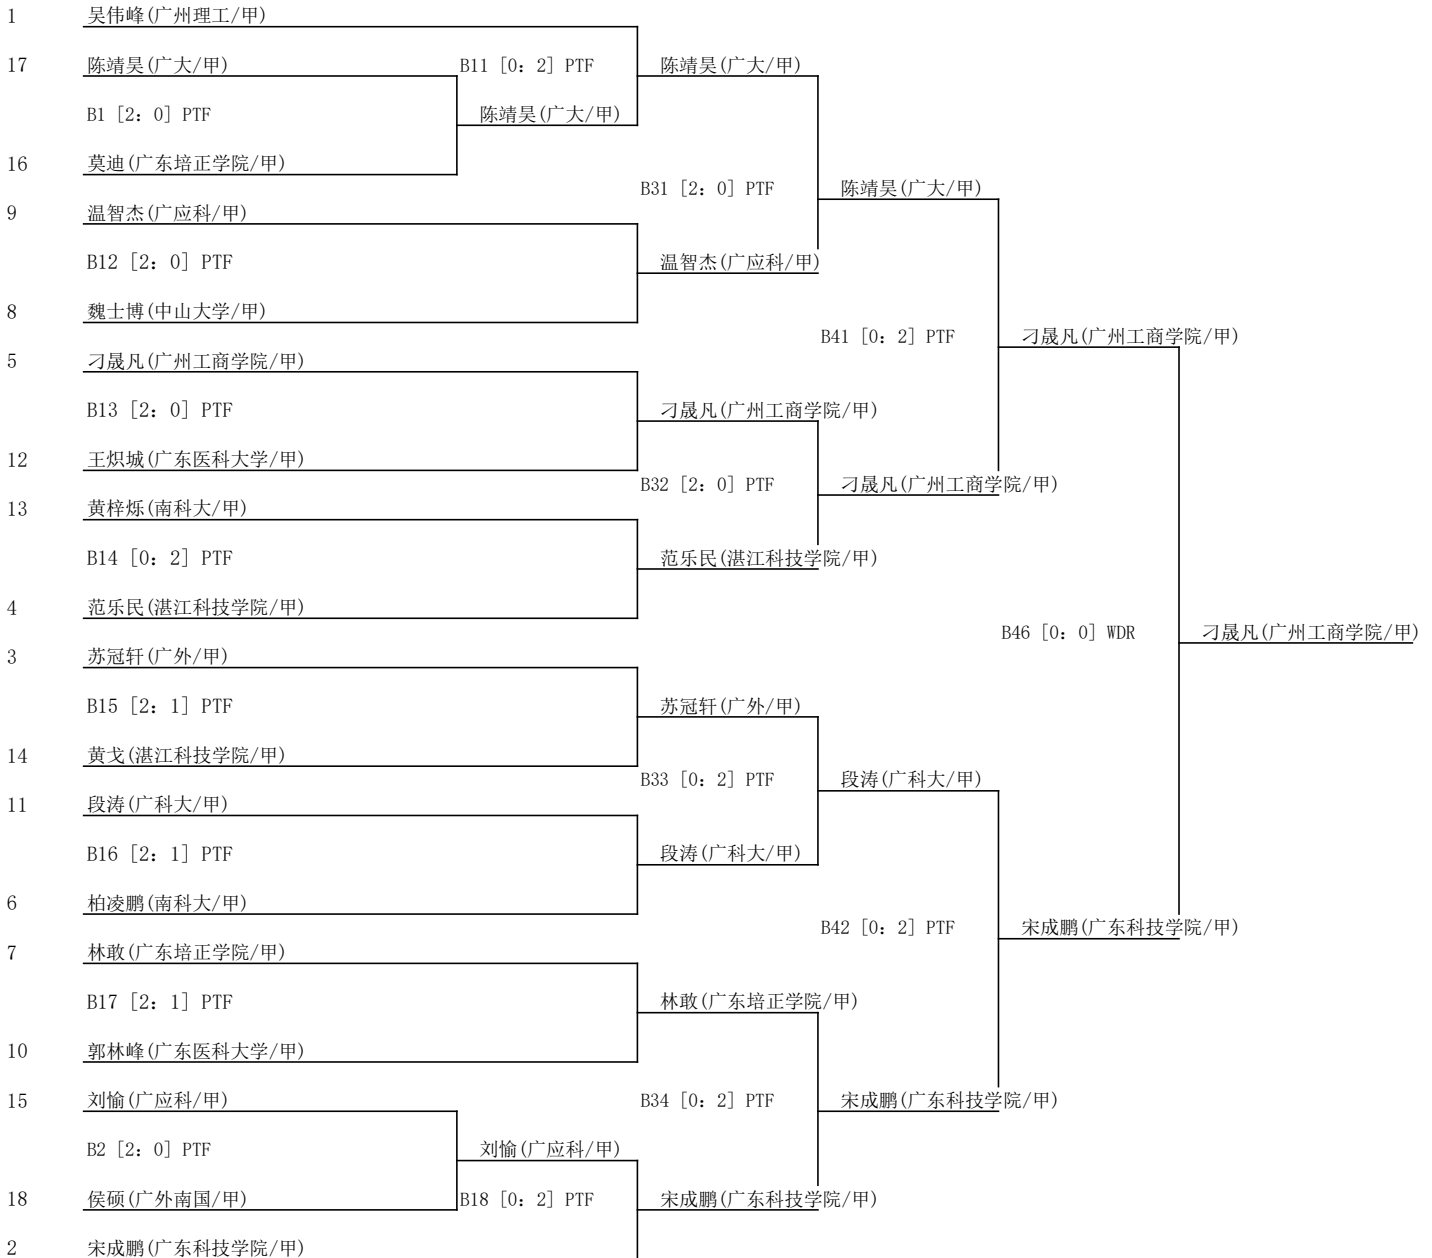 1 吴伟峰(广州理工/甲)
17 陈靖昊(广大/甲) B11 [0: 2] PTF 陈靖昊(广大/甲)
B1 [2: 0] PTF 陈靖昊(广大/甲)
16 莫迪(广东培正学院/甲)
B31 [2: 0] PTF 陈靖昊(广大/甲)
9 温智杰(广应科/甲)
B12 [2: 0] PTF 温智杰(广应科/甲)
8 魏士博(中山大学/甲)
B41 [0: 2] PTF 刁晟凡(广州工商学院/甲)
5 刁晟凡(广州工商学院/甲)
B13 [2: 0] PTF 刁晟凡(广州工商学院/甲)
12 王炽城(广东医科大学/甲)
B32 [2: 0] PTF 刁晟凡(广州工商学院/甲)
13 黄梓烁(南科大/甲)
B14 [0: 2] PTF 范乐民(湛江科技学院/甲)
4 范乐民(湛江科技学院/甲)
B46 [0: 0] WDR 刁晟凡(广州工商学院/甲)
3 苏冠轩(广外/甲)
B15 [2: 1] PTF 苏冠轩(广外/甲)
14 黄戈(湛江科技学院/甲)
B33 [0: 2] PTF 段涛(广科大/甲)
11 段涛(广科大/甲)
B16 [2: 1] PTF 段涛(广科大/甲)
6 柏凌鹏(南科大/甲)
B42 [0: 2] PTF 宋成鹏(广东科技学院/甲)
7 林敢(广东培正学院/甲)
B17 [2: 1] PTF 林敢(广东培正学院/甲)
10 郭林峰(广东医科大学/甲)
15 刘愉(广应科/甲) B34 [0: 2] PTF 宋成鹏(广东科技学院/甲)
B2 [2: 0] PTF 刘愉(广应科/甲)
18 侯硕(广外南国/甲) B18 [0: 2] PTF 宋成鹏(广东科技学院/甲)
2 宋成鹏(广东科技学院/甲)